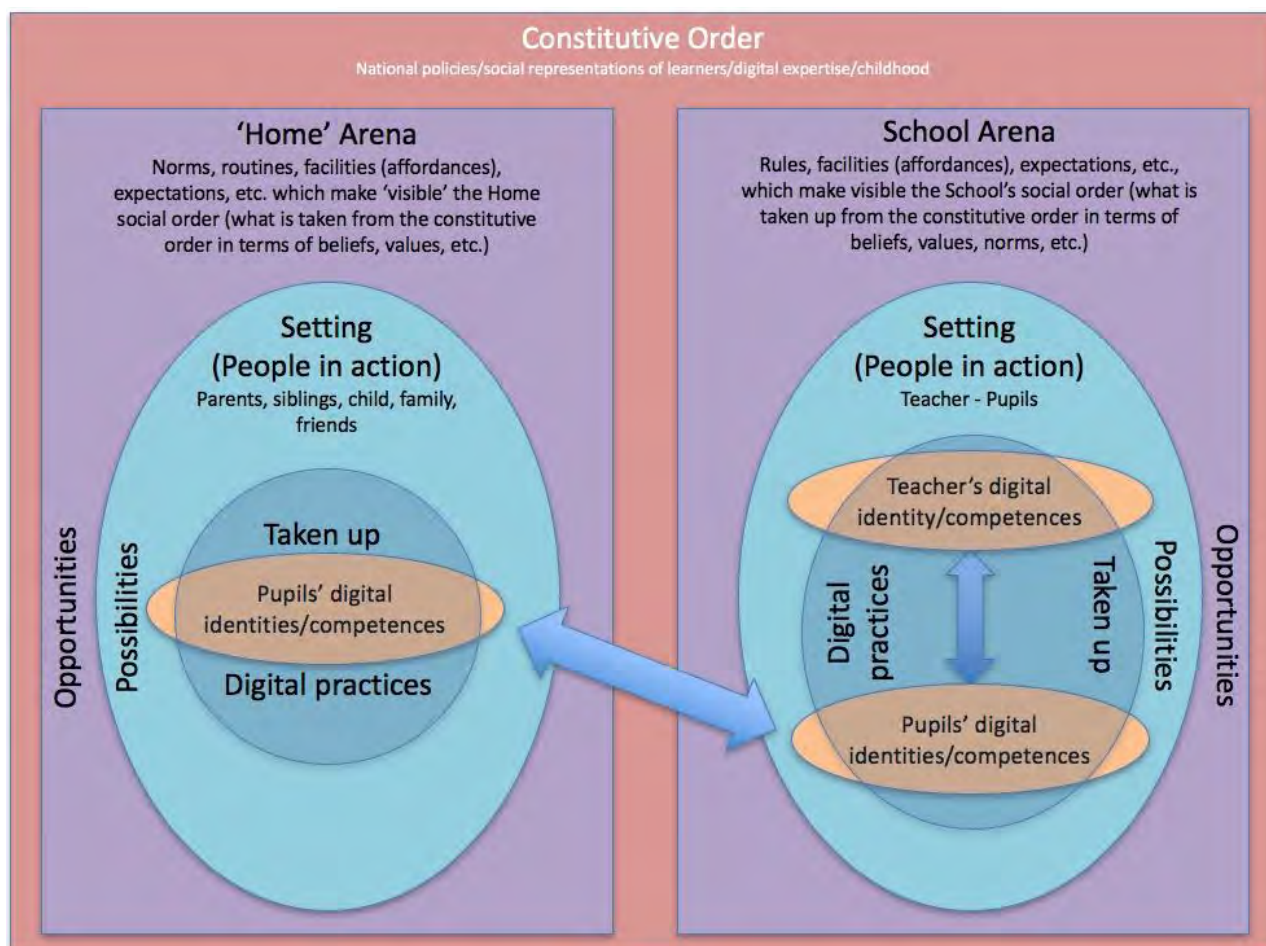 Constitutive Order
National policies/social representations of learners/digital expertise/childhood
‘Home’ Arena
Norms, routines, facilities (affordances),
expectations, etc. which make ‘visible’ the Home
social order (what is taken from the constitutive
order in terms of beliefs, values, etc.)
Setting
(People in action)
Parents, siblings, child, family,
friends
Opportunities
Possibilities
Taken up
Pupils’ digital
identities/competences
Digital practices
School Arena
Rules, facilities (affordances), expectations, etc.,
which make visible the School’s social order (what is
taken up from the constitutive order in terms of
beliefs, values, norms, etc.)
Setting
(People in action)
Teacher - Pupils
Teacher’s digital
identity/competences
Digital
practices
Taken up
Possibilities
Opportunities
Pupils’ digital
identities/competences